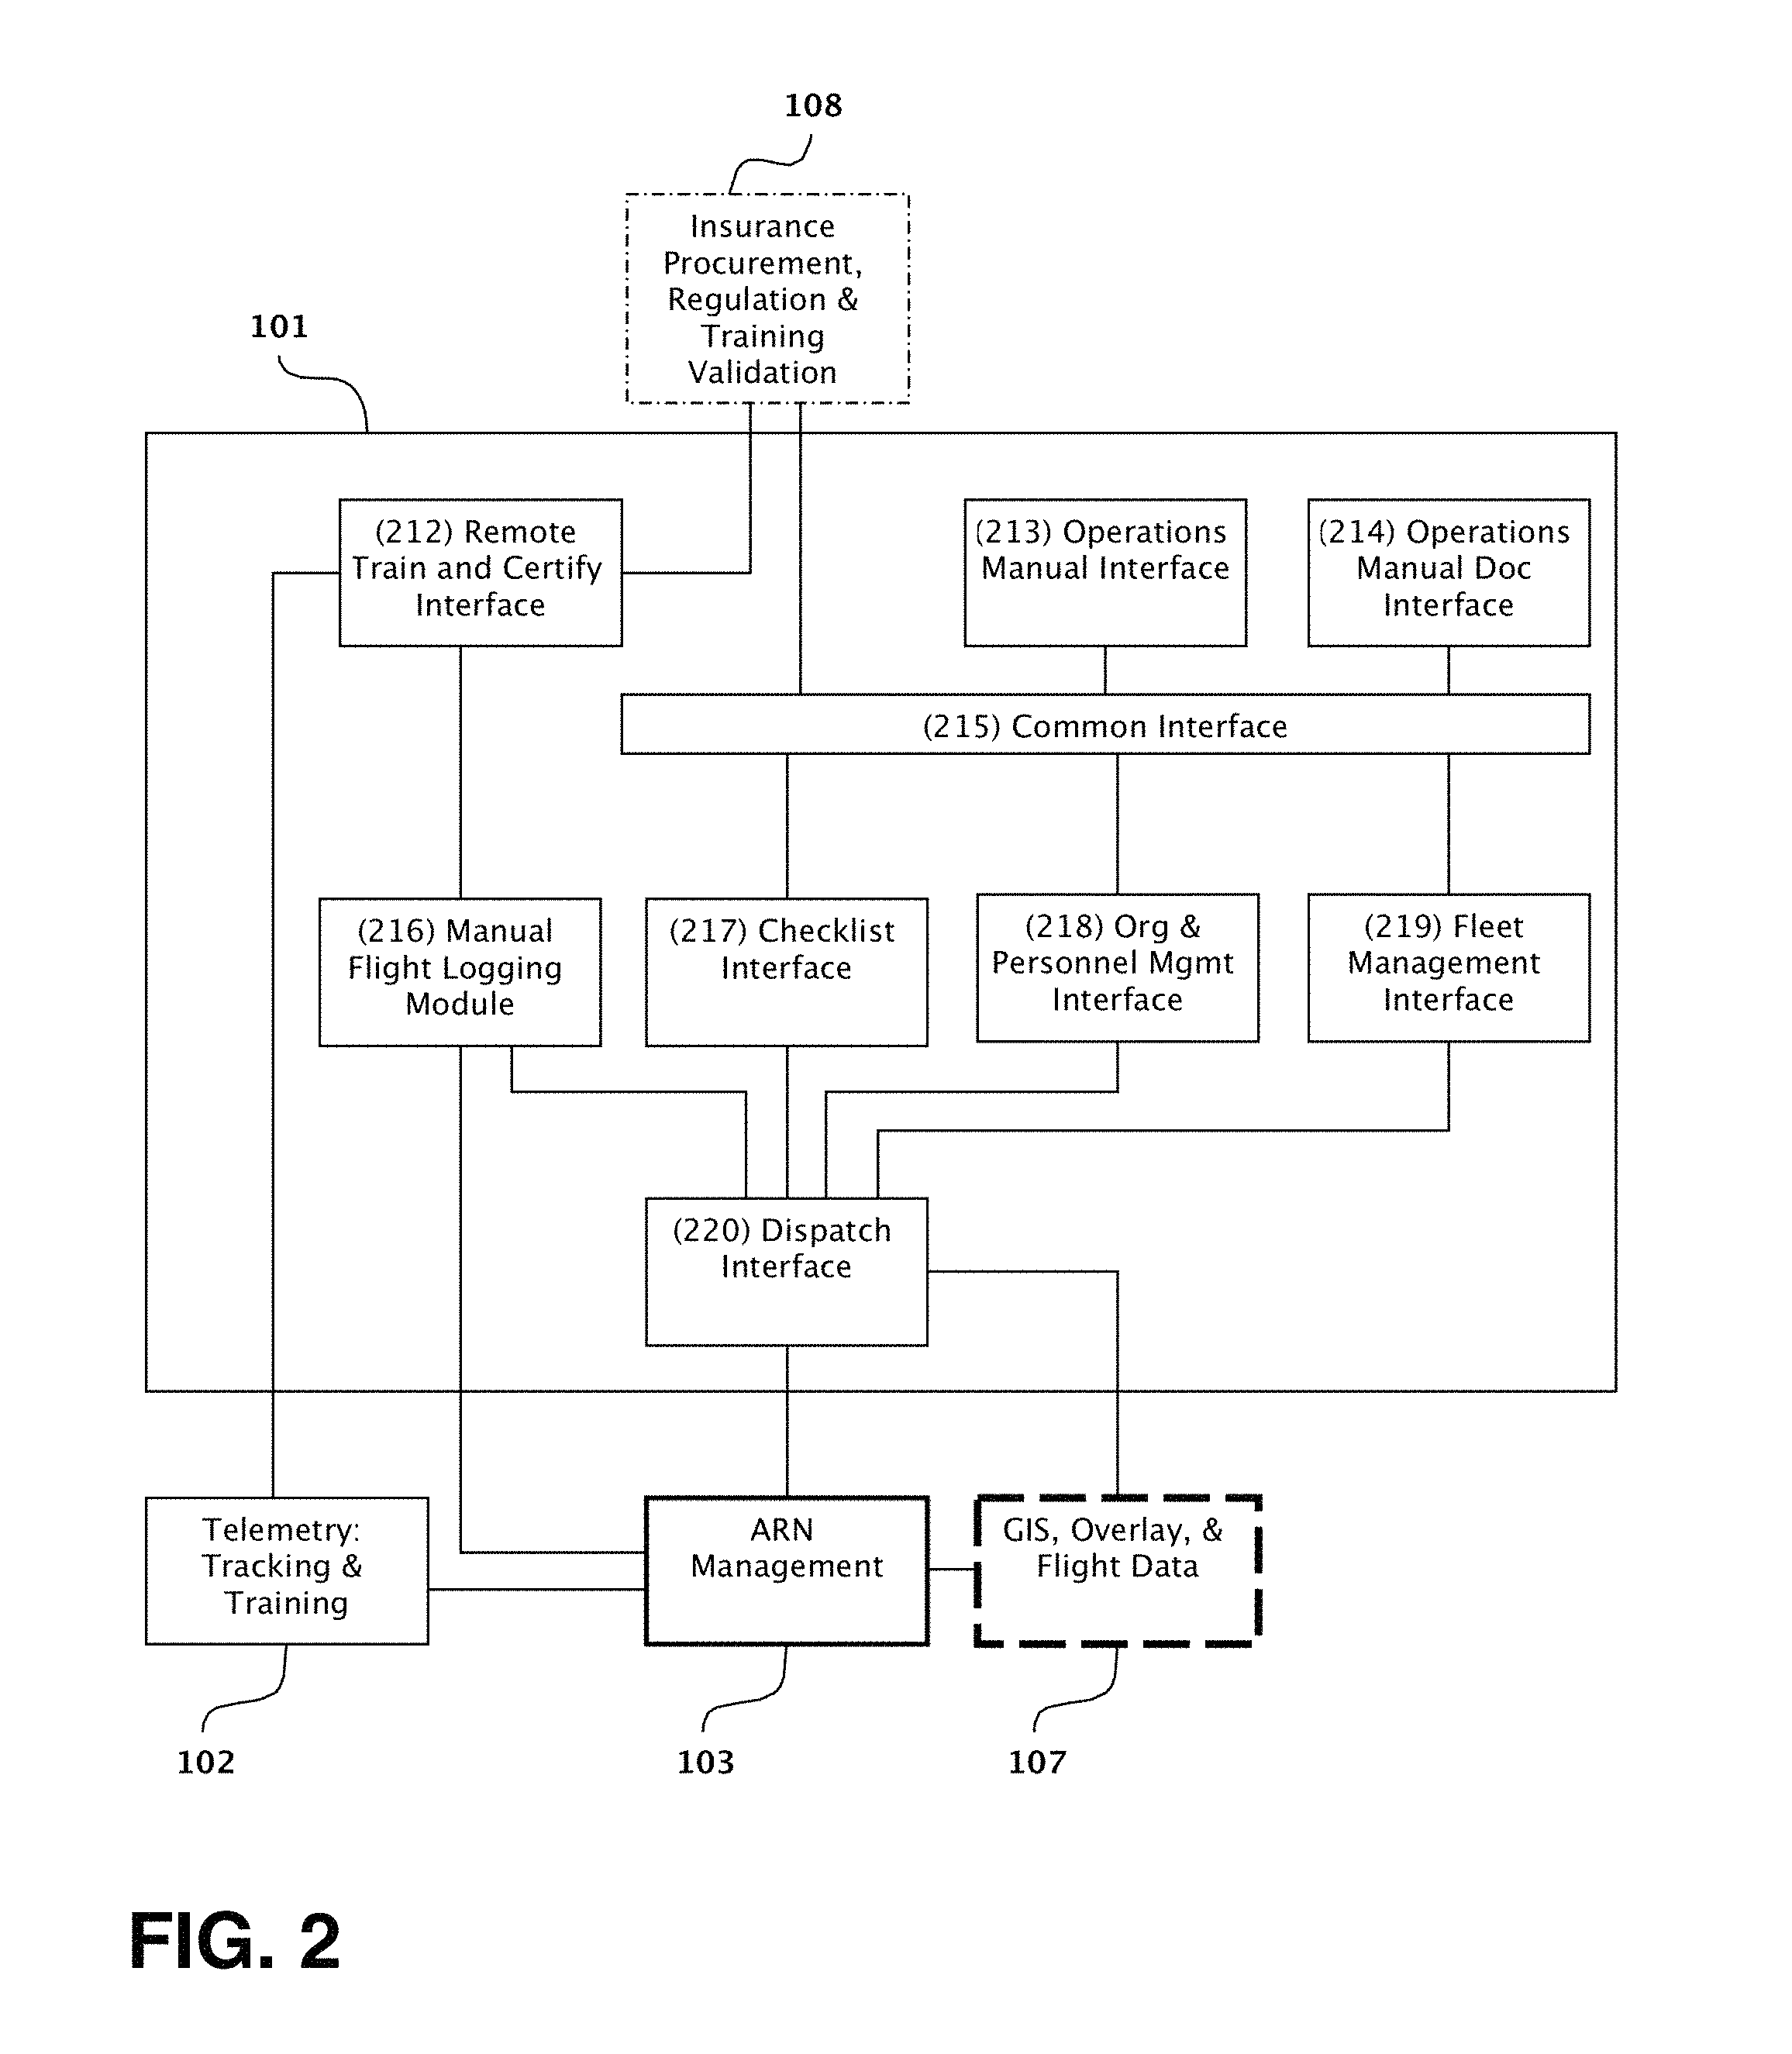 108
Insurance
Procurement,
Regulation &
Training
Validation
101
(212) Remote
Train and Certify
Interface
(213) Operations
Manual Interface
(214) Operations
Manual Doc
Interface
(215) Common Interface
(216) Manual
Flight Logging
Module
(217) Checklist
Interface
(218) Org &
Personnel Mgmt
Interface
(219) Fleet
Management
Interface
(220) Dispatch
Interface
Telemetry:
Tracking &
Training
ARN
Management
GIS, Overlay, &
Flight Data
102
103
107
FIG. 2